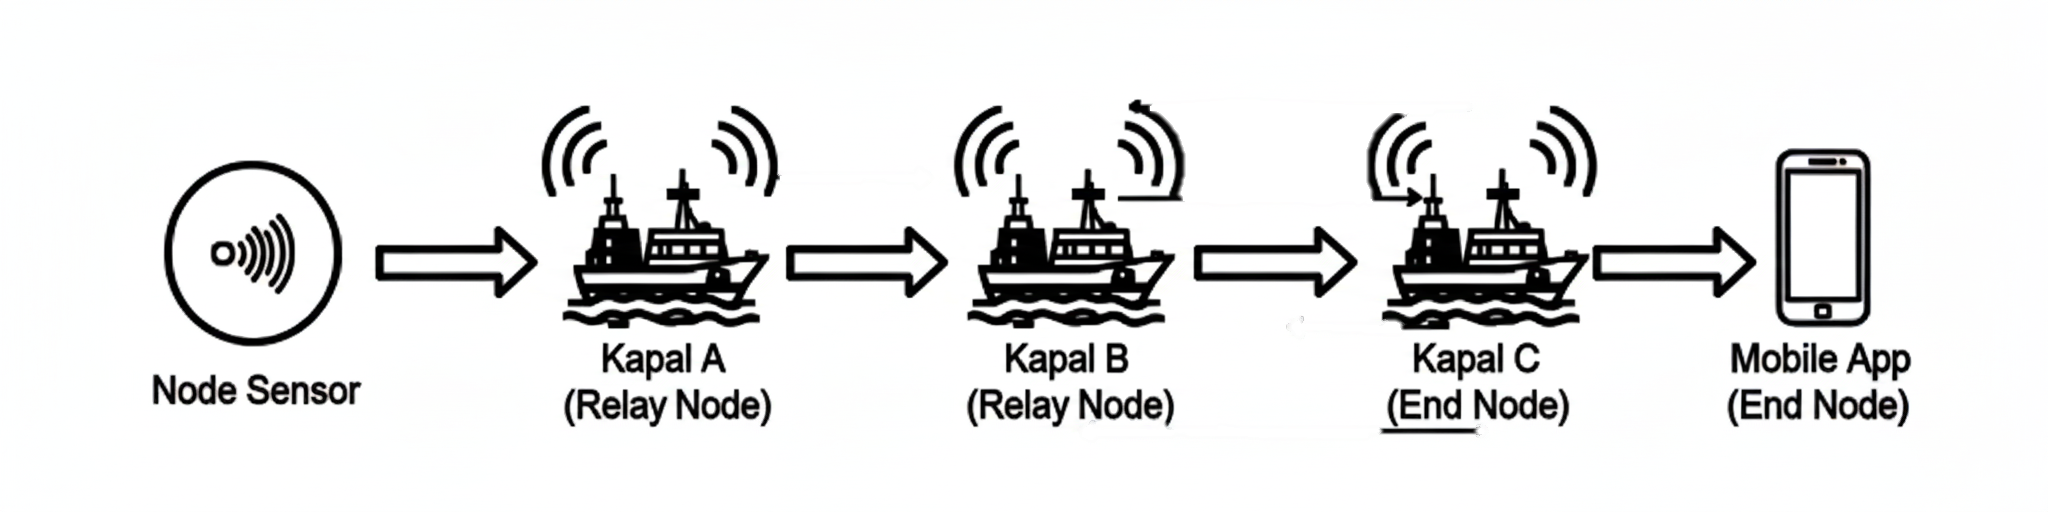 Node Sensor
Kapal A
(Relay Node)
Kapal B
(Relay Node)
Kapal C
(End Node)
Mobile App
(End Node)